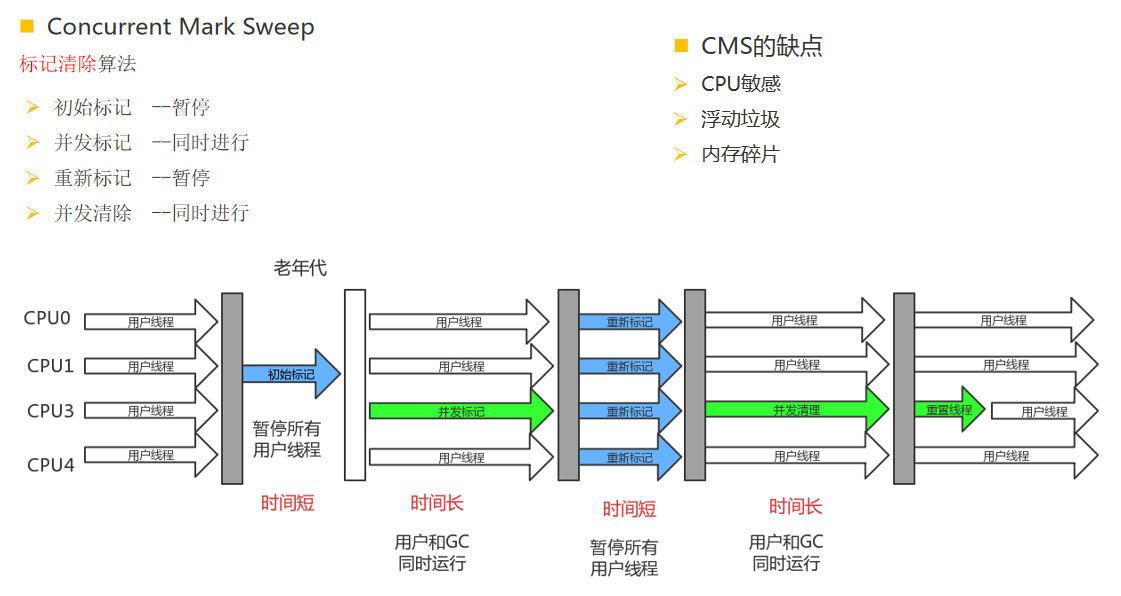 Concurrent Mark Sweep
标记清除算法
初始标记 --暂停
并发标记 --同时进行
重新标记 --暂停
并发清除 --同时进行
CMS的缺点
CPU敏感
浮动垃圾
内存碎片
老年代
CPU0
CPU1
CPU3
CPU4
用户线程
用户线程
用户线程
用户线程
初始标记
暂停所有
用户线程
时间短
用户线程
用户线程
并发标记
用户线程
时间长
用户和GC
同时运行
重新标记
重新标记
重新标记
重新标记
时间短
暂停所有
用户线程
用户线程
用户线程
并发清理
用户线程
时间长
用户和GC
同时运行
用户线程
用户线程
重置线程
用户线程
用户线程